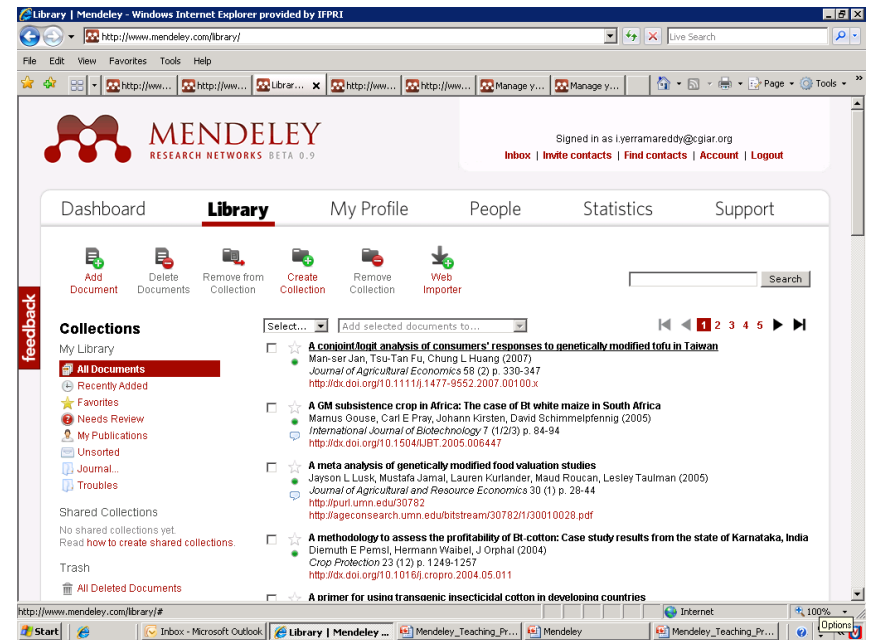 Library | Mendeley - Windows Internet Explorer provided by IFPRI
http://www.mendeley.com/library/
Live Search
File Edit View Favorites Tools Help
http://ww... http://ww... Librar... x http://ww... http://ww... Manage y... Manage y... Page Tools »
MENDELEY
RESEARCH NETWORKS BETA 0.9
Signed in as i.yerramareddy@cgiar.org
Inbox | Invite contacts | Find contacts | Account | Logout
Dashboard Library My Profile People Statistics Support
Add Document
Delete Documents
Remove from Collection
Create Collection
Remove Collection
Web Importer
Search
feedback
Collections
My Library
All Documents
Recently Added
Favorites
Needs Review
My Publications
Unsorted
Journal...
Troubles
Shared Collections
No shared collections yet.
Read how to create shared collections.
Trash
All Deleted Documents
Select... Add selected documents to... 1 2 3 4 5
A conjoint/logit analysis of consumers' responses to genetically modified tofu in Taiwan
Man-ser Jan, Tsu-Tan Fu, Chung L Huang (2007)
Journal of Agricultural Economics 58 (2) p. 330-347
http://dx.doi.org/10.1111/j.1477-9552.2007.00100.x
A GM subsistence crop in Africa: The case of Bt white maize in South Africa
Marnus Gouse, Carl E Pray, Johann Kirsten, David Schimmelpfennig (2005)
International Journal of Biotechnology 7 (1/2/3) p. 84-94
http://dx.doi.org/10.1504/IJBT.2005.006447
A meta analysis of genetically modified food valuation studies
Jayson L Lusk, Mustafa Jamal, Lauren Kurlander, Maud Roucan, Lesley Taulman (2005)
Journal of Agricultural and Resource Economics 30 (1) p. 28-44
http://purl.umn.edu/30782
http://ageconsearch.umn.edu/bitstream/30782/1/30010028.pdf
A methodology to assess the profitability of Bt-cotton: Case study results from the state of Karnataka, India
Diemuth E Pemsl, Hermann Waibel, J Orphal (2004)
Crop Protection 23 (12) p. 1249-1257
http://dx.doi.org/10.1016/j.cropro.2004.05.011
A primer for using transgenic insecticidal cotton in developing countries
http://www.mendeley.com/library/# Internet 100%
Options
Start Inbox - Microsoft Outlook Library | Mendeley ... Mendeley_Teaching_Pr... Mendeley Mendeley_Teaching_Pr...